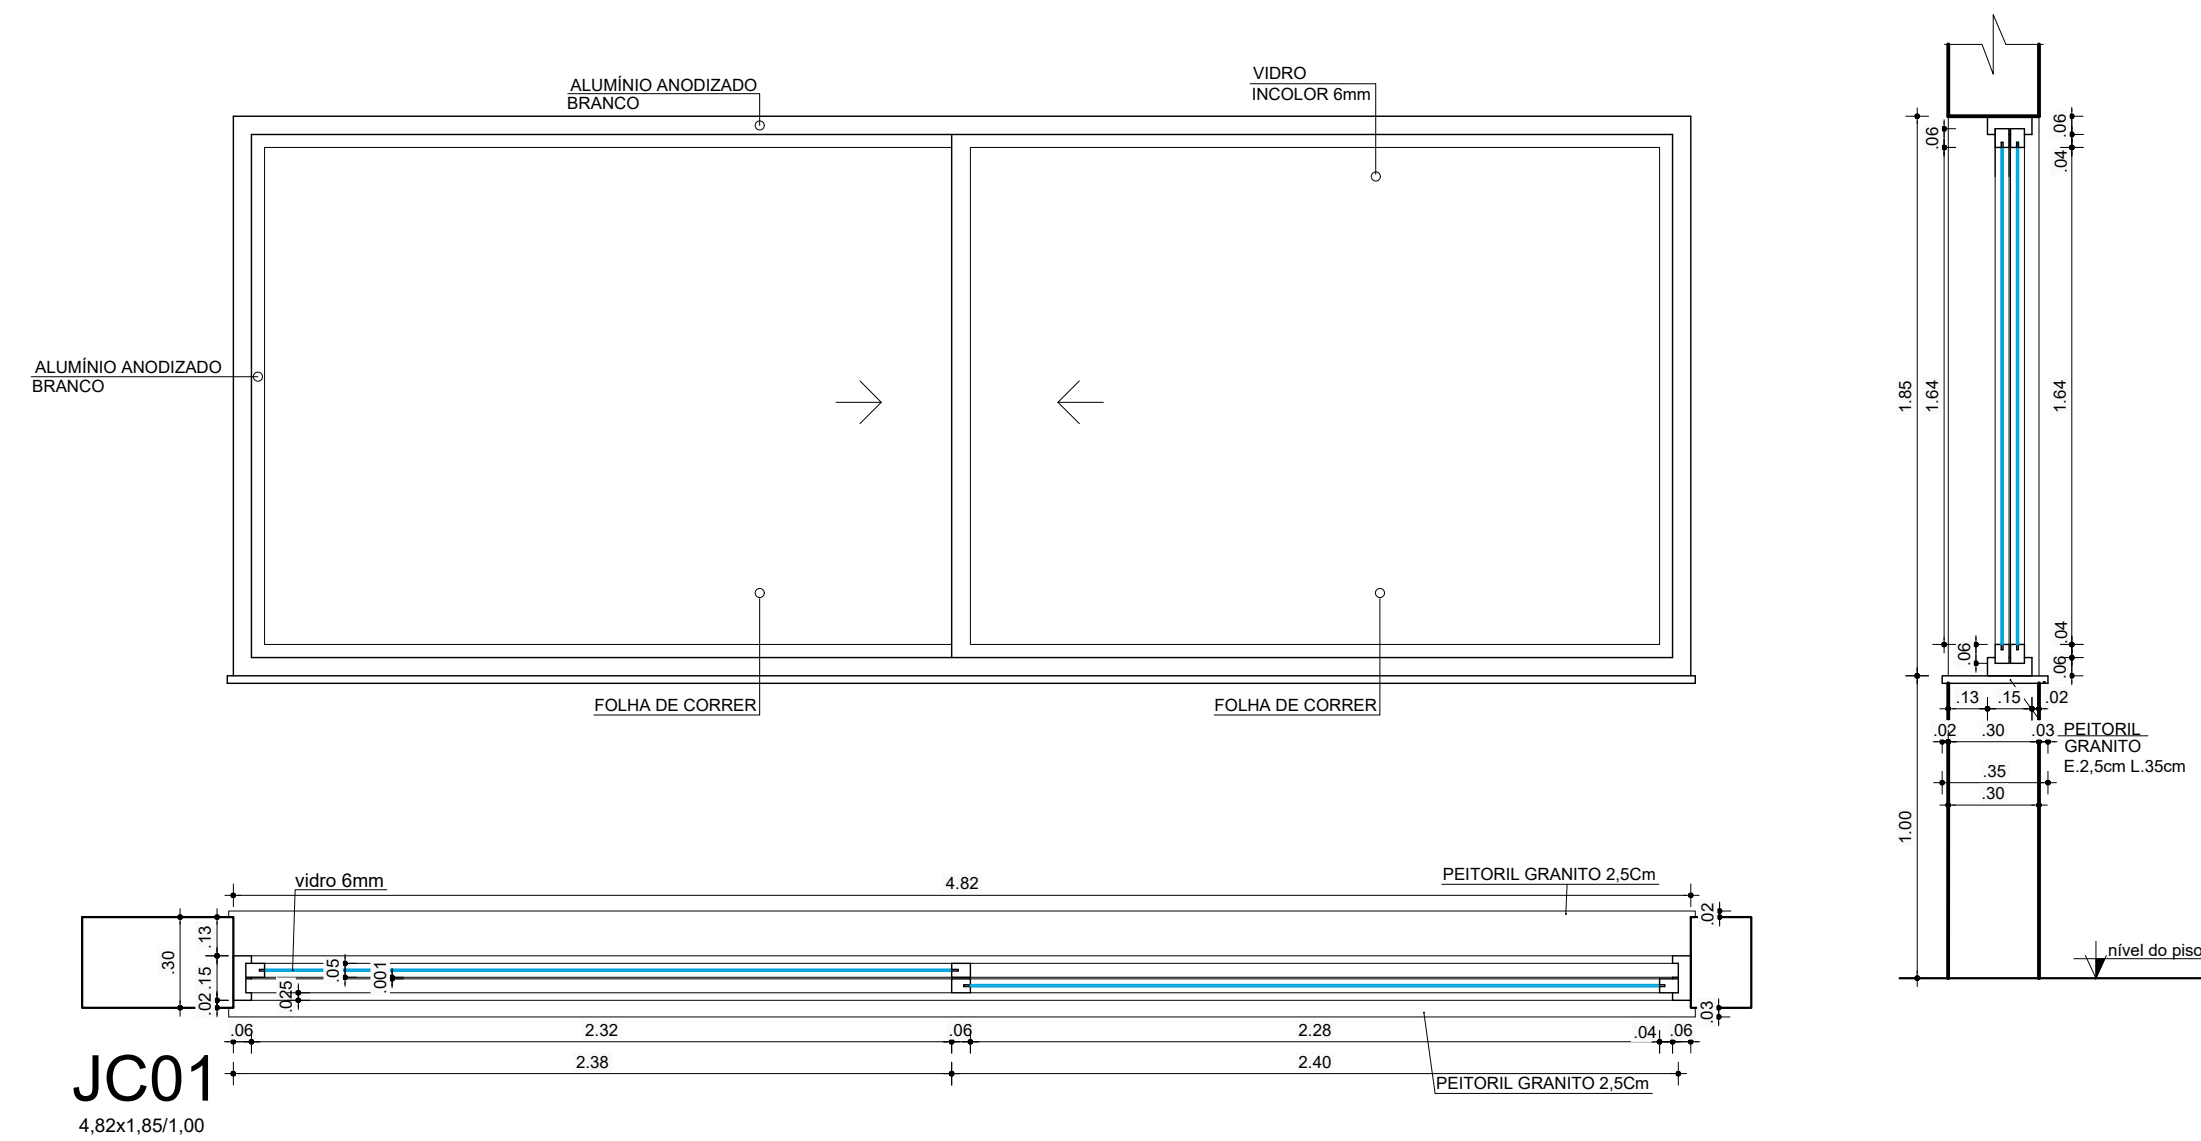 ALUMÍNIO ANODIZADO
BRANCO
VIDRO
INCOLOR 6mm
ALUMÍNIO ANODIZADO
BRANCO
FOLHA DE CORRER
FOLHA DE CORRER
.06
.06
.04
1.85
1.64
1.64
.04
.06
.06
.13 .15 .02
.02 .30 .03
PEITORIL
GRANITO
E.2,5cm L.35cm
.35
.30
1.00
nível do piso
vidro 6mm
4.82
PEITORIL GRANITO 2,5Cm
.02
.30
.13
.15
.02
.05
.001
.025
.03
.06 2.32 .06 2.28 .04 .06
2.38 2.40
PEITORIL GRANITO 2,5Cm
JC01
4,82x1,85/1,00